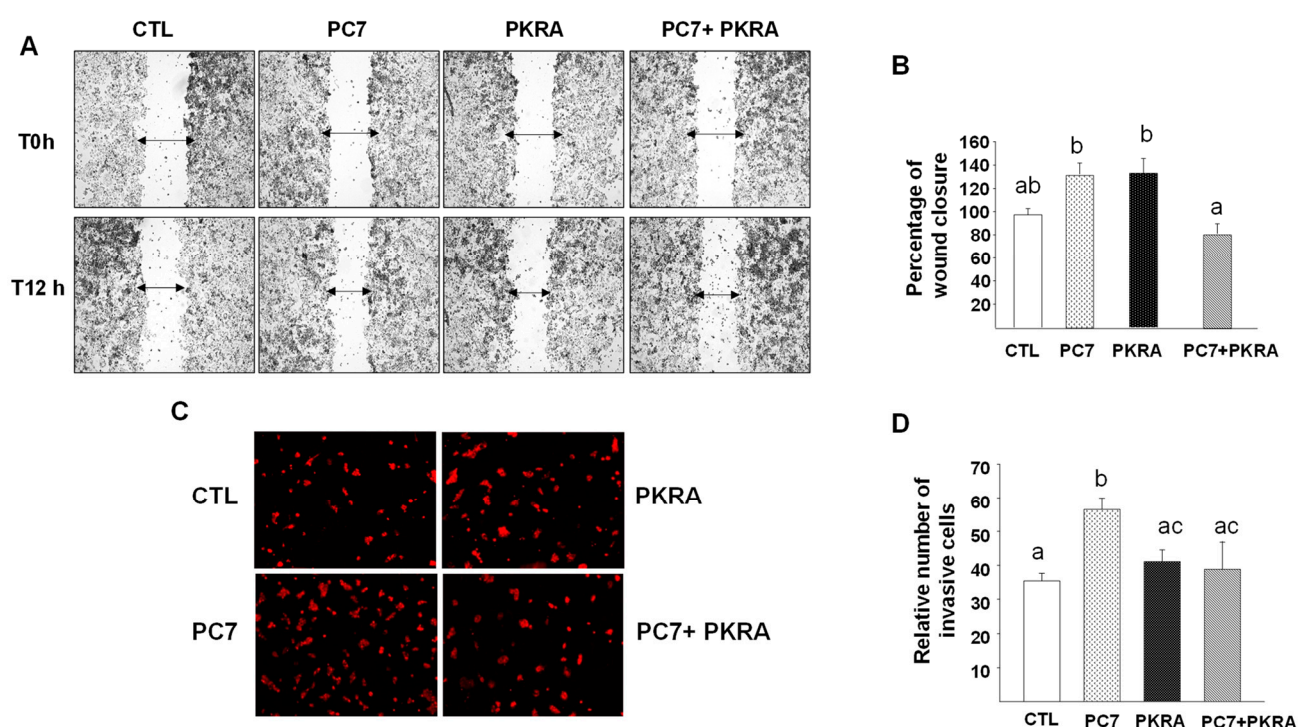 A
CTL
PC7
PKRA
PC7+ PKRA
T0h
T12 h
B
Percentage of
wound closure
160
140
120
100
80
60
40
20
ab
b
b
a
CTL
PC7
PKRA
PC7+PKRA
C
CTL
PKRA
PC7
PC7+ PKRA
D
Relative number of
invasive cells
70
60
50
40
30
20
10
a
b
ac
ac
CTL
PC7
PKRA
PC7+PKRA